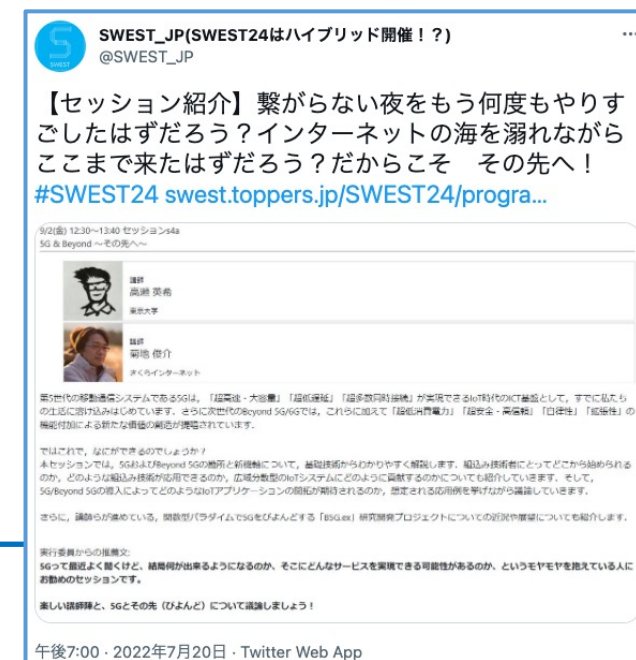 SWEST_JP(SWEST24はハイブリッド開催！？)
...
@SWEST_JP
SWEST
【セッション紹介】繋がらない夜をもう何度もやりす
ごしたはずだろう？インターネットの海を溺れながら
ここまで来たはずだろう？だからこそ　その先へ！
#SWEST24 swest.toppers.jp/SWEST24/progra...
9/2(金) 12:30〜13:40 セッションs4a
5G & Beyond 〜その先へ〜
講師
高瀬 英希
東京大学
講師
菊地 俊介
さくらインターネット
第5世代の移動通信システムである5Gは，「超高速・大容量」「超低遅延」「超多数同時接続」が実現できるIoT時代のICT基盤として，すでに私たち
の生活に溶け込みはじめています．さらに次世代のBeyond 5G/6Gでは，これらに加えて「超低消費電力」「超安全・高信頼」「自律性」「拡張性」の
機能付加による新たな価値の創造が提唱されています．
ではこれで，なにができるのでしょうか？
本セッションでは，5GおよびBeyond 5Gの勘所と新機軸について，基礎技術からわかりやすく解説します．組込み技術者にとってどこから始められる
のか，どのような組込み技術が応用できるのか，広域分散型のIoTシステムにどのように貢献するのかについても紹介していきます．そして，
5G/Beyond 5Gの導入によってどのようなIoTアプリケーションの開拓が期待されるのか，想定される応用例を挙げながら議論していきます．
さらに，講師らが進めている，関数型パラダイムで5Gをびよんどする「B5G.ex」研究開発プロジェクトについての近況や展望についても紹介します．
実行委員からの推薦文:
5Gって最近よく聞くけど、結局何が出来るようになるのか、そこにどんなサービスを実現できる可能性があるのか、というモヤモヤを抱えている人に
お勧めのセッションです。
楽しい講師陣と、5Gとその先（びよんど）について議論しましょう！
午後7:00 · 2022年7月20日 · Twitter Web App